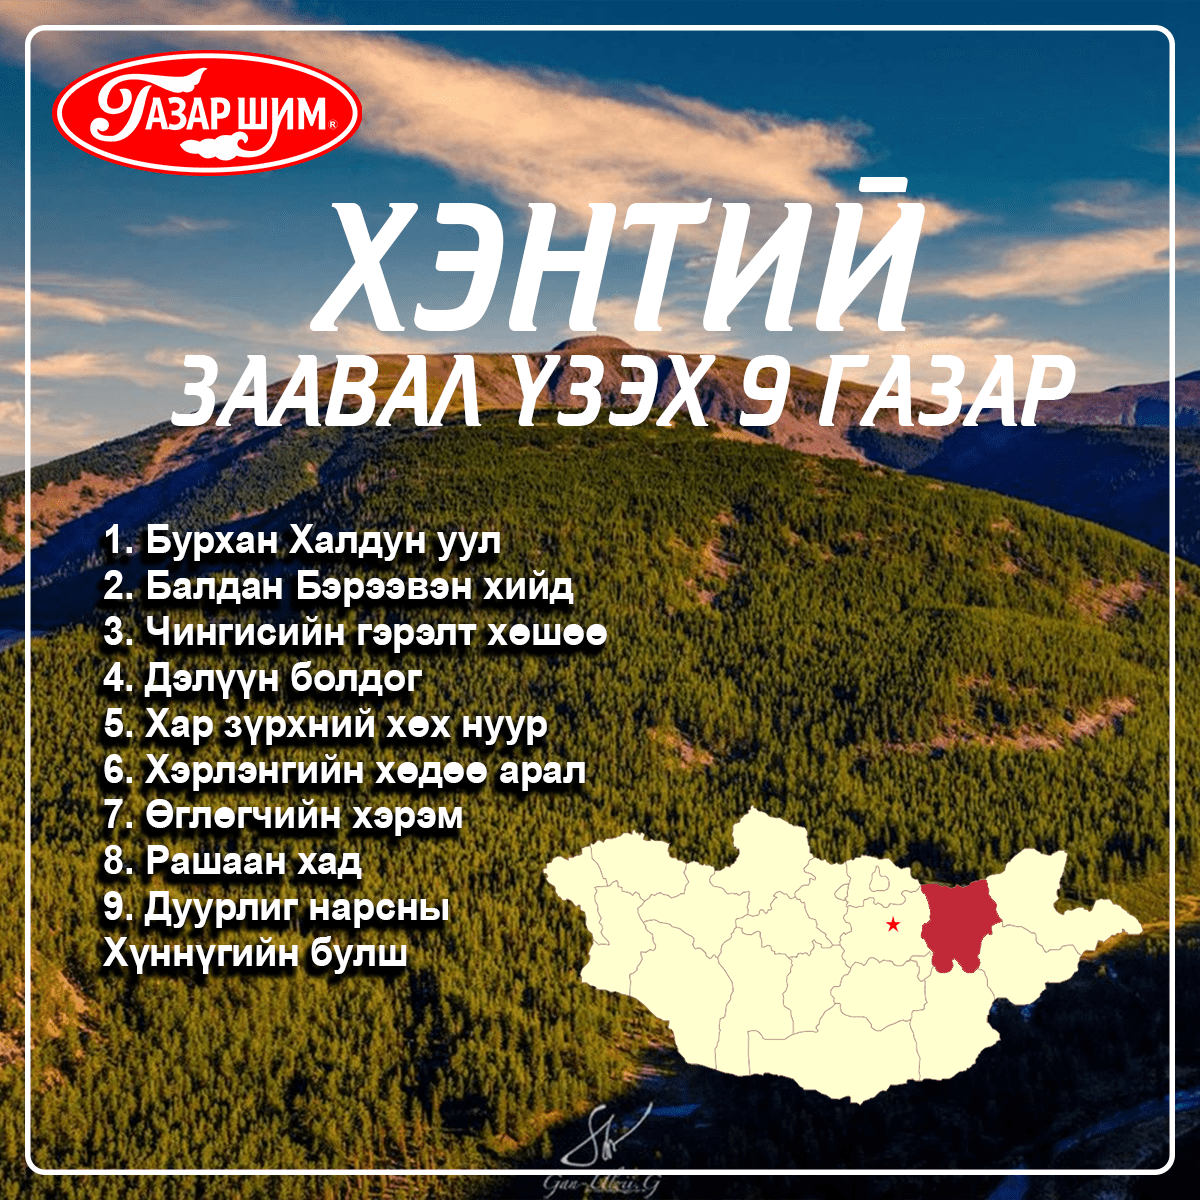 ГАЗАР ШИМ®
ХЭНТИЙ
ЗААВАЛ ҮЗЭХ 9 ГАЗАР
1. Бурхан Халдун уул
2. Балдан Бэрээвэн хийд
3. Чингисийн гэрэлт хөшөө
4. Дэлүүн болдог
5. Хар зүрхний хөх нуур
6. Хэрлэнгийн хөдөө арал
7. Өглөгчийн хэрэм
8. Рашаан хад
9. Дуурлиг нарсны
Хүннүгийн булш